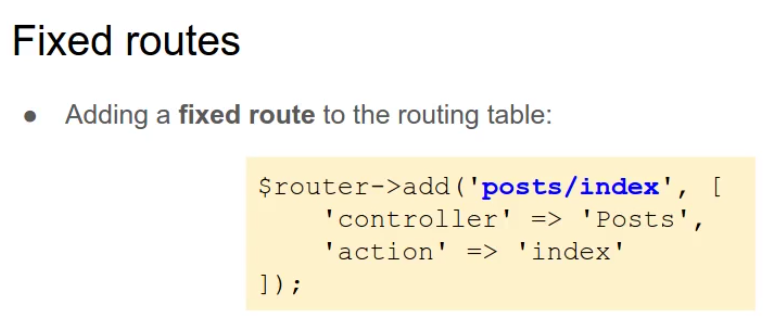 Fixed routes
● Adding a fixed route to the routing table:
$router->add('posts/index', [
    'controller' => 'Posts',
    'action' => 'index'
]);